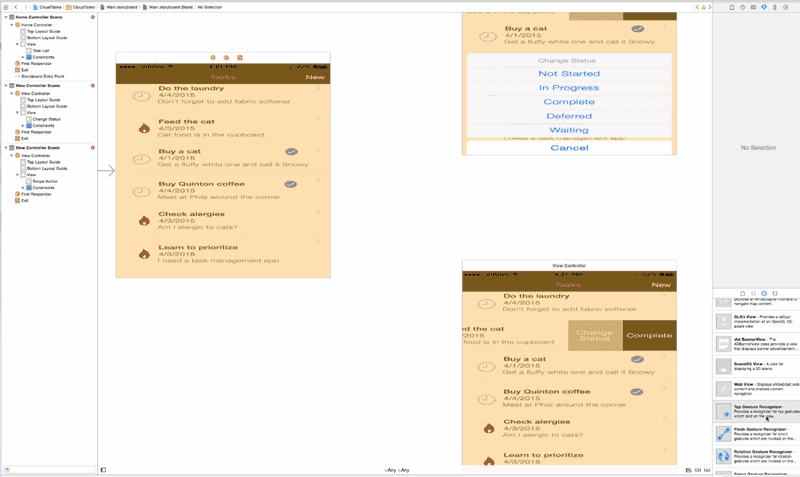 CloudTasks
CloudTasks
Main.storyboard
Main.storyboard (Base)
No Selection
Home Controller Scene
Home Controller
Top Layout Guide
Bottom Layout Guide
View
Task List
Constraints
First Responder
Exit
Storyboard Entry Point
View Controller Scene
View Controller
Top Layout Guide
Bottom Layout Guide
View
Change Status
Constraints
First Responder
Exit
View Controller Scene
View Controller
Top Layout Guide
Bottom Layout Guide
View
Swipe Action
Constraints
First Responder
Exit
Tasks
New
Do the laundry
4/4/2015
Don't forget to add fabric softener
Feed the cat
4/3/2015
Cat food is in the cupboard
Buy a cat
4/1/2015
Get a fluffy white one and call it Snowy
Buy Quinton coffee
4/4/2015
Meet at Philz around the corner
Check alergies
4/3/2015
Am I alergic to cats?
Learn to prioritize
4/3/2015
I need a task management app
Buy a cat
4/1/2015
Get a fluffy white one and call it Snowy
Change Status
Not Started
In Progress
Complete
Deferred
Waiting
Cancel
View Controller
Tasks
New
Do the laundry
4/4/2015
Don't forget to add fabric softener
ed the cat
/3/2015
food is in the cupboard
Change
Status
Complete
Buy a cat
4/1/2015
Get a fluffy white one and call it Snowy
Buy Quinton coffee
4/4/2015
Meet at Philz around the corner
Check alergies
4/3/2015
Am I alergic to cats?
Learn to prioritize
4/3/2015
Any
Any
No Selection
navigate map content.
GLKit View - Provides a default
implementation of an OpenGL ES-
aware view.
iAd BannerView - The
ADBannerView class provides a view
that displays banner advertisement...
SceneKit View - A view for
displaying a 3D scene.
Web View - Displays embedded web
content and enables content
navigation.
Tap Gesture Recognizer -
Provides a recognizer for tap gestures
which land on the view.
Pinch Gesture Recognizer -
Provides a recognizer for pinch
gestures which are invoked on the...
Rotation Gesture Recognizer -
Provides a recognizer for rotation
gestures which are invoked on the...